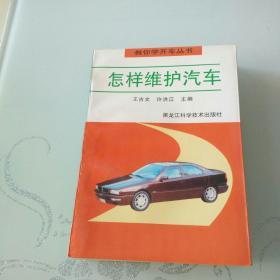 教你学开车丛书
怎样维护汽车
王吉文 许洪江 主编
黑龙江科学技术出版社